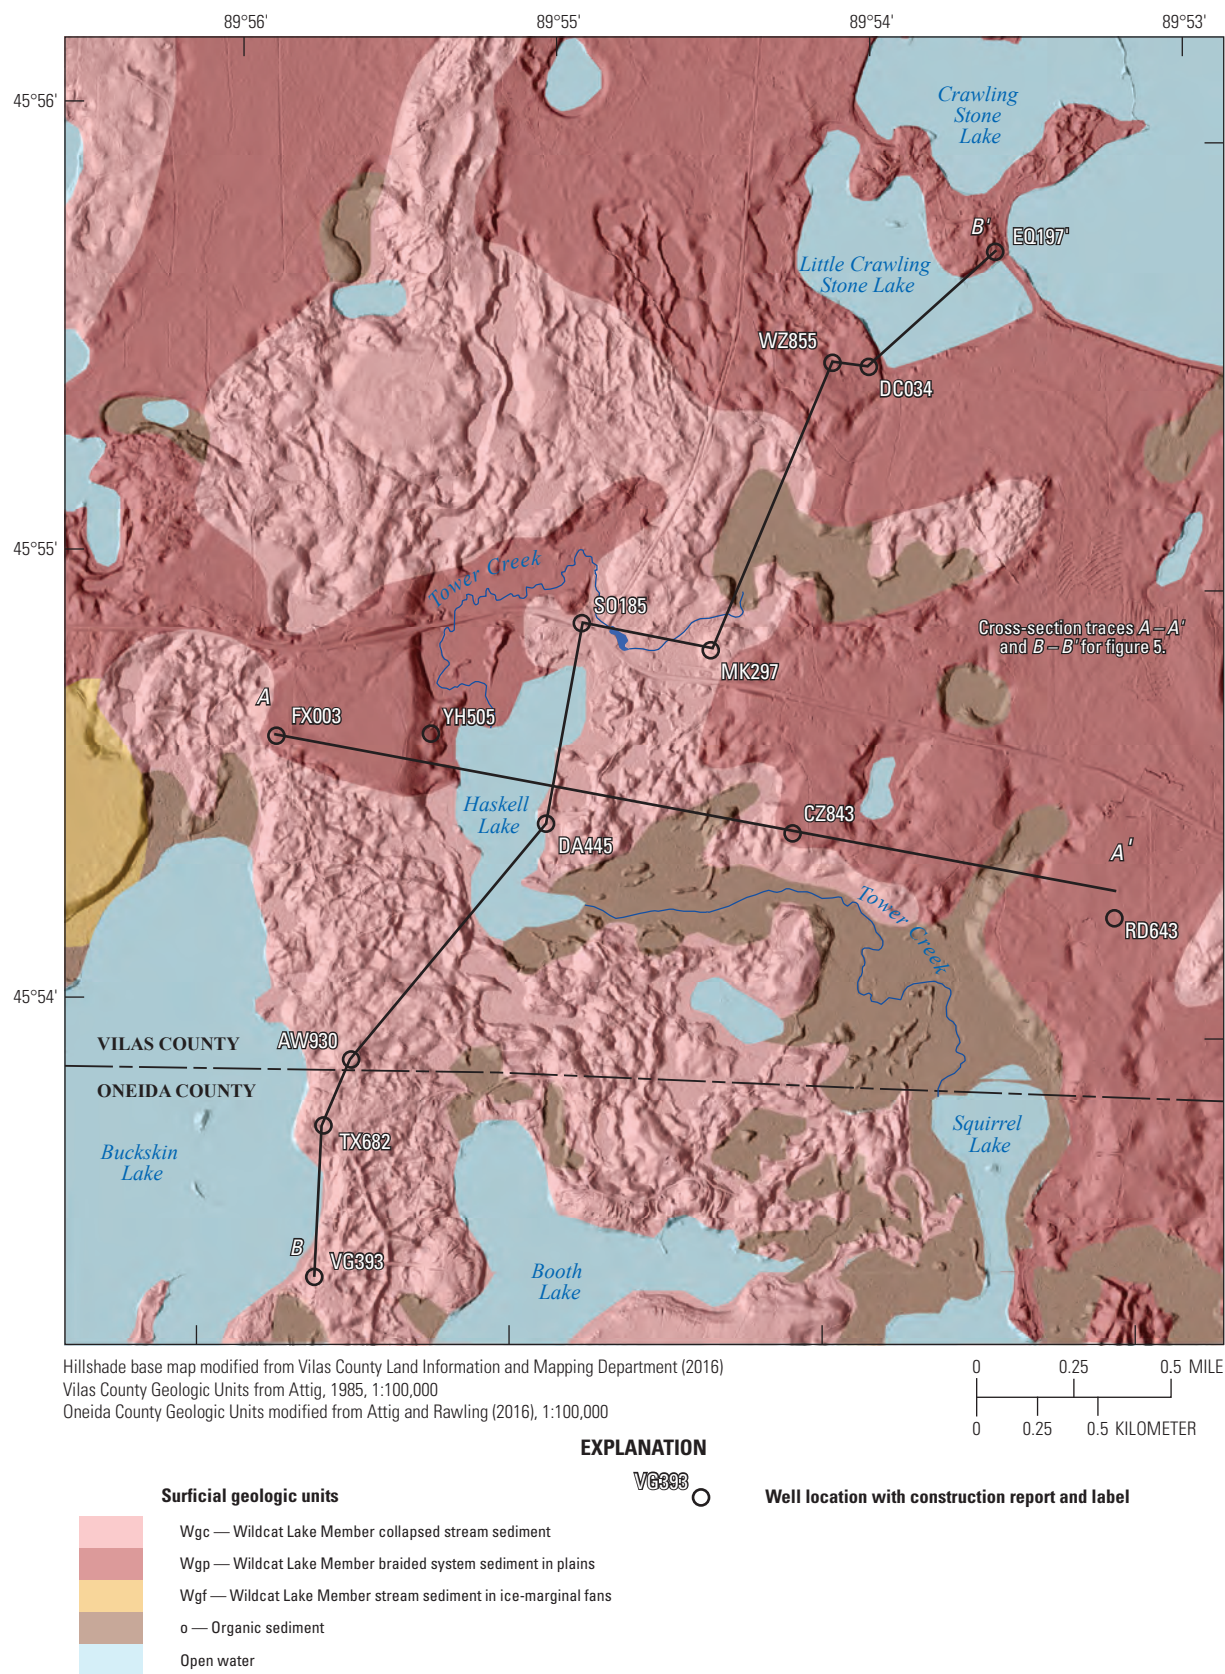 89°56'
89°55'
89°54'
89°53'
45°56'
Crawling
Stone
Lake
B'
EQ197'
Little Crawling
Stone Lake
WZ855
DC034
45°55'
Tower Creek
SO185
Cross-section traces A – A'
and B – B' for figure 5.
MK297
A
FX003
YH505
Haskell
Lake
CZ843
DA445
A'
Tower Creek
RD643
45°54'
VILAS COUNTY
AW930
ONEIDA COUNTY
Squirrel
Lake
TX682
Buckskin
Lake
B
VG393
Booth
Lake
Hillshade base map modified from Vilas County Land Information and Mapping Department (2016)
Vilas County Geologic Units from Attig, 1985, 1:100,000
Oneida County Geologic Units modified from Attig and Rawling (2016), 1:100,000
0 0.25 0.5 MILE
0 0.25 0.5 KILOMETER
EXPLANATION
VG393
Surficial geologic units
Well location with construction report and label
Wgc — Wildcat Lake Member collapsed stream sediment
Wgp — Wildcat Lake Member braided system sediment in plains
Wgf — Wildcat Lake Member stream sediment in ice-marginal fans
o — Organic sediment
Open water